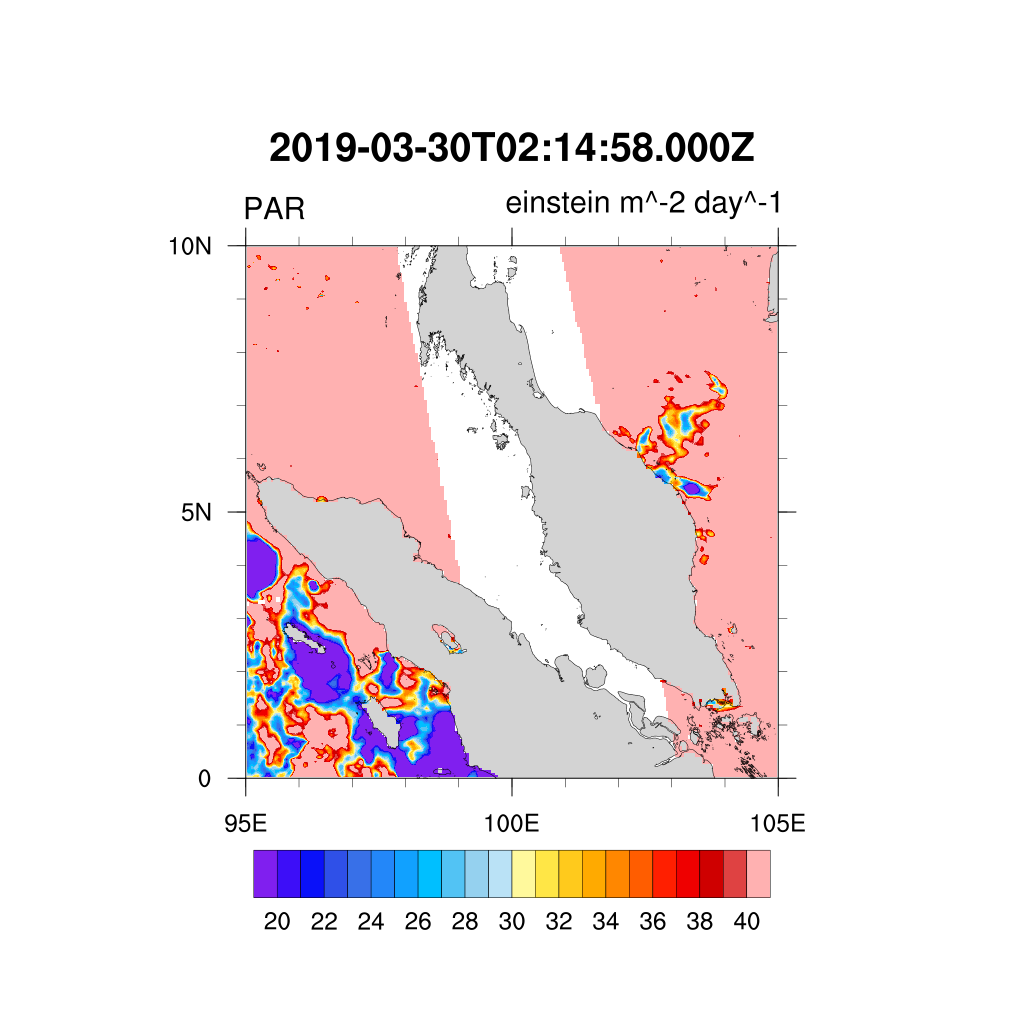 2019-03-30T02:14:58.000Z
PAR einstein m^-2 day^-1
10N
5N
0
95E 100E 105E
20 22 24 26 28 30 32 34 36 38 40